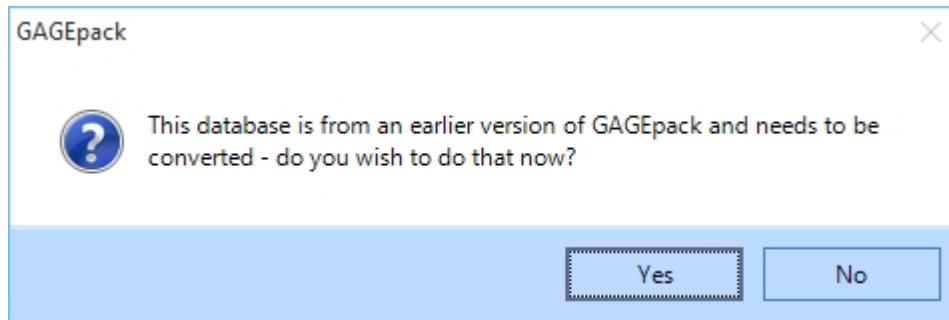 GAGEpack
This database is from an earlier version of GAGEpack and needs to be
converted - do you wish to do that now?
Yes No